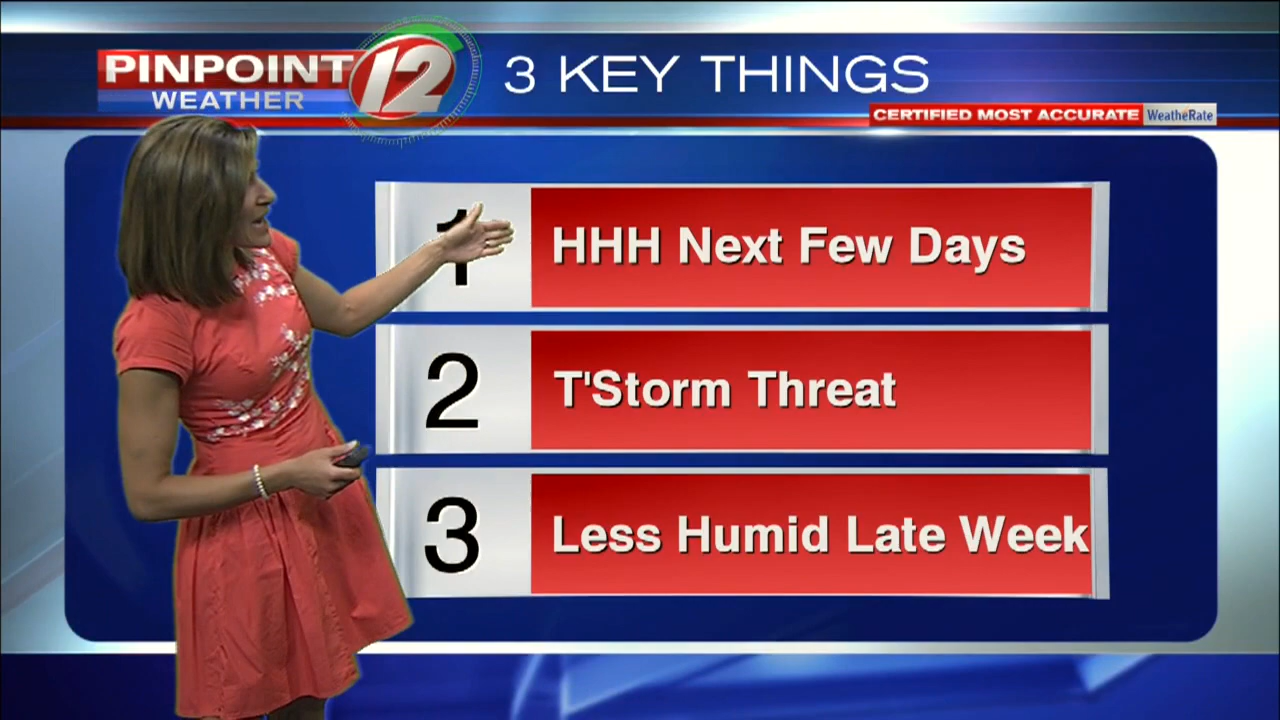 PINPOINT 12
WEATHER
3 KEY THINGS
CERTIFIED MOST ACCURATE WeatheRate
1 HHH Next Few Days
2 T'Storm Threat
3 Less Humid Late Week